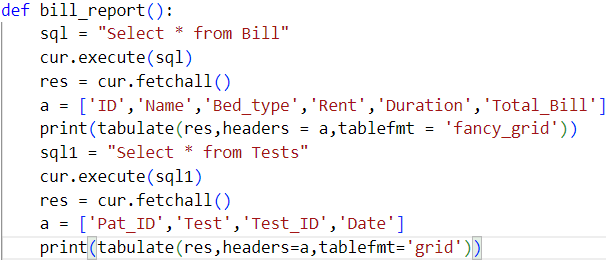 def bill_report():
    sql = "Select * from Bill"
    cur.execute(sql)
    res = cur.fetchall()
    a = ['ID','Name','Bed_type','Rent','Duration','Total_Bill']
    print(tabulate(res,headers = a,tablefmt = 'fancy_grid'))
    sql1 = "Select * from Tests"
    cur.execute(sql1)
    res = cur.fetchall()
    a = ['Pat_ID','Test','Test_ID','Date']
    print(tabulate(res,headers=a,tablefmt='grid'))